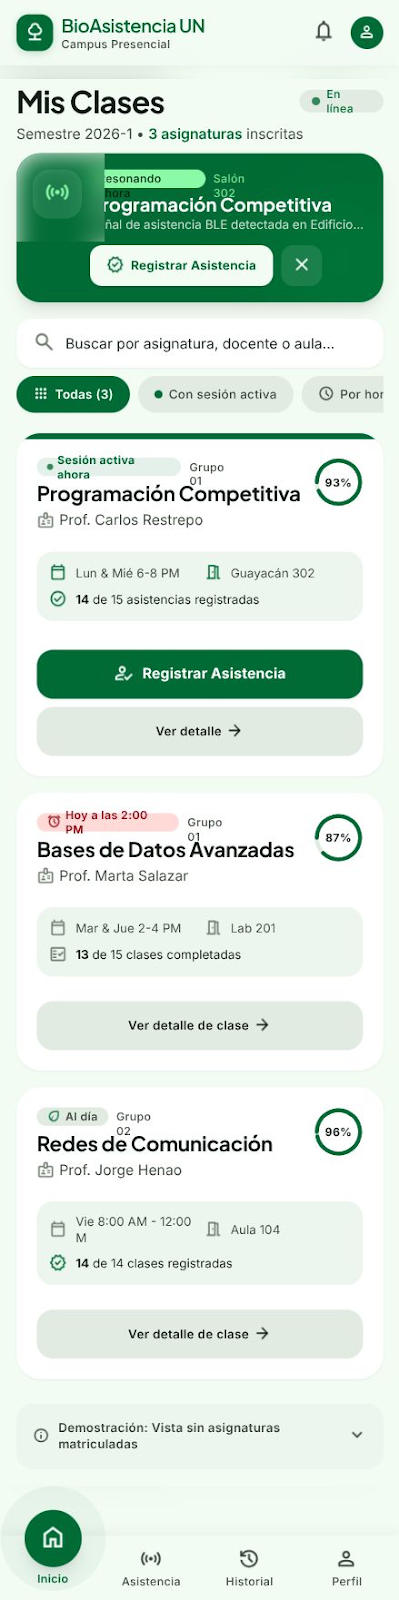 BioAsistencia UN
Campus Presencial
Mis Clases
En
línea
Semestre 2026-1 • 3 asignaturas inscritas
esonando
hora
Salón
302
rogramación Competitiva
ñal de asistencia BLE detectada en Edificio...
Registrar Asistencia
Buscar por asignatura, docente o aula...
Todas (3)
Con sesión activa
Por hor
Sesión activa
ahora
Grupo
01
93%
Programación Competitiva
Prof. Carlos Restrepo
Lun & Mié 6-8 PM
Guayacán 302
14 de 15 asistencias registradas
Registrar Asistencia
Ver detalle →
Hoy a las 2:00
PM
Grupo
01
87%
Bases de Datos Avanzadas
Prof. Marta Salazar
Mar & Jue 2-4 PM
Lab 201
13 de 15 clases completadas
Ver detalle de clase →
Al día
Grupo
02
96%
Redes de Comunicación
Prof. Jorge Henao
Vie 8:00 AM - 12:00
M
Aula 104
14 de 14 clases registradas
Ver detalle de clase →
Demostración: Vista sin asignaturas
matriculadas
Inicio
Asistencia
Historial
Perfil